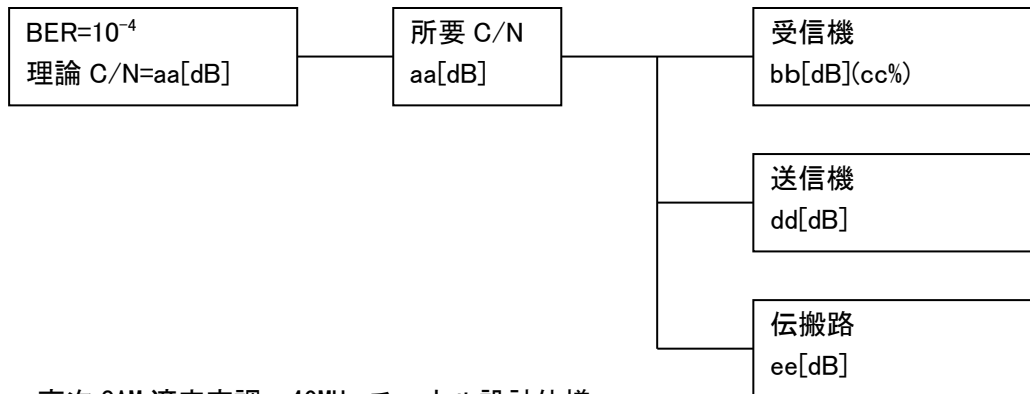 BER=10⁻⁴
理論 C/N=aa[dB]
所要 C/N
aa[dB]
受信機
bb[dB](cc%)
送信機
dd[dB]
伝搬路
ee[dB]